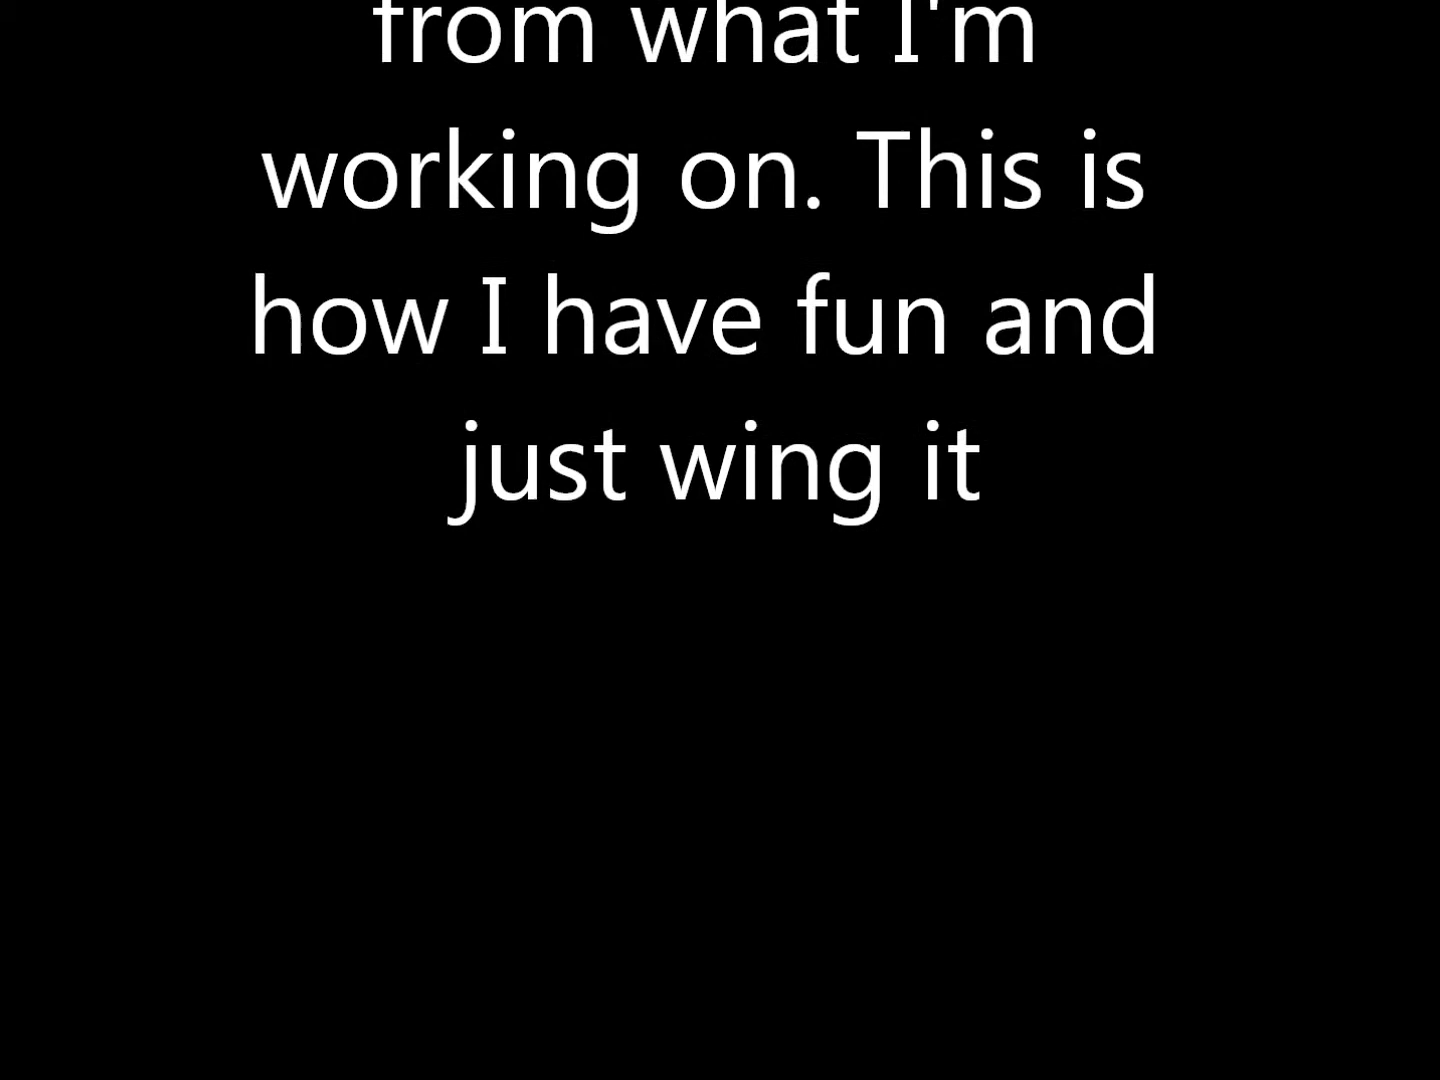 from what I'm
working on. This is
how I have fun and
just wing it